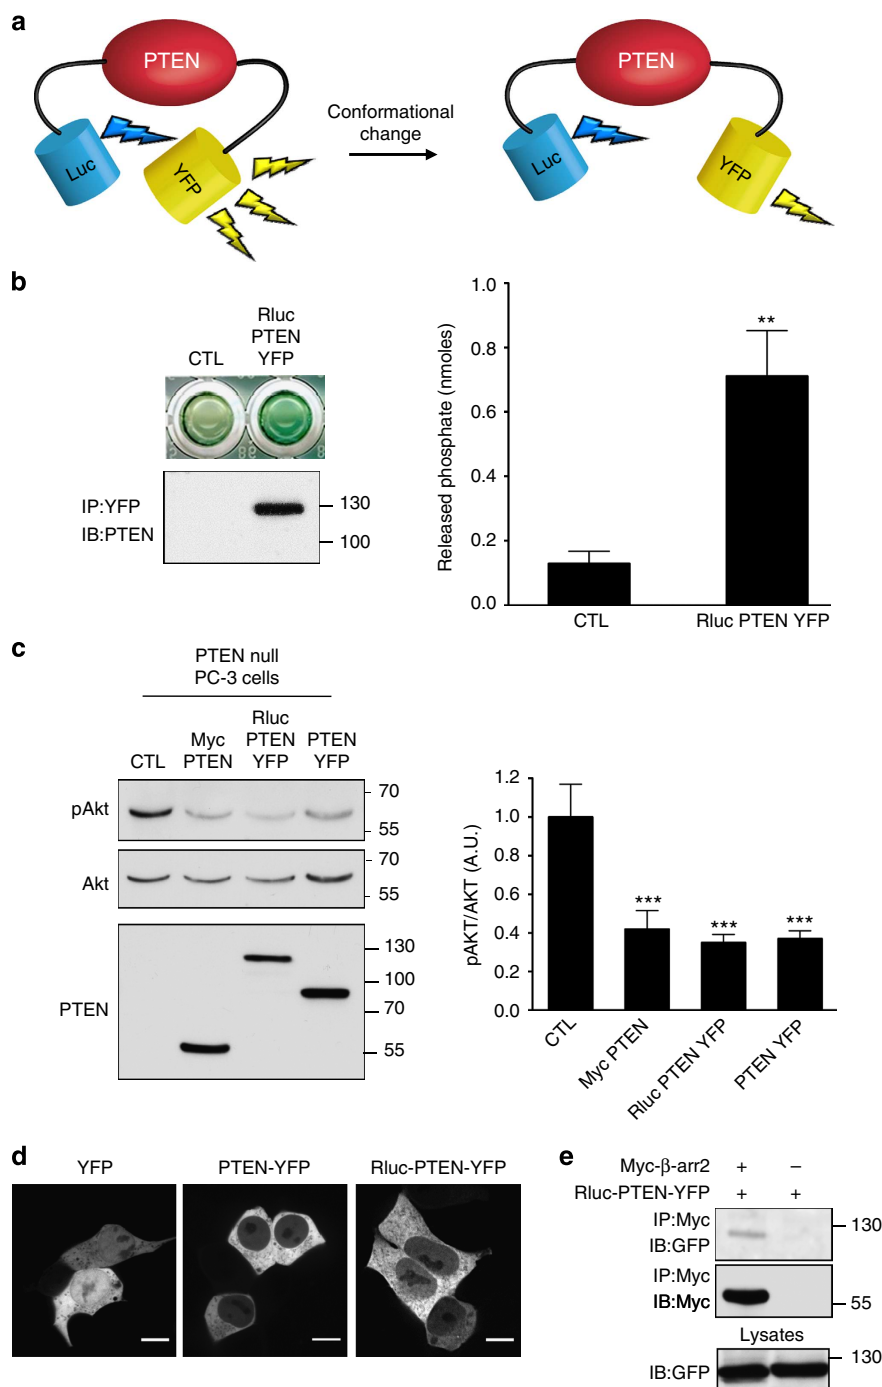 a
PTEN
Luc
YFP
Conformational
change
PTEN
Luc
YFP
b
CTL
Rluc
PTEN
YFP
IP:YFP
IB:PTEN
130
100
Released phosphate (nmoles)
1.0
0.8
0.6
0.4
0.2
0.0
**
CTL
Rluc PTEN YFP
c
PTEN null
PC-3 cells
CTL
Myc
PTEN
Rluc
PTEN
YFP
PTEN
YFP
pAkt
70
55
Akt
70
55
PTEN
130
100
70
55
pAKT/AKT (A.U.)
1.2
1.0
0.8
0.6
0.4
0.2
0.0
***
***
***
CTL
Myc PTEN
Rluc PTEN YFP
PTEN YFP
d
YFP
PTEN-YFP
Rluc-PTEN-YFP
e
Myc-β-arr2 + –
Rluc-PTEN-YFP + +
IP:Myc
IB:GFP
130
IP:Myc
IB:Myc
55
Lysates
IB:GFP
130